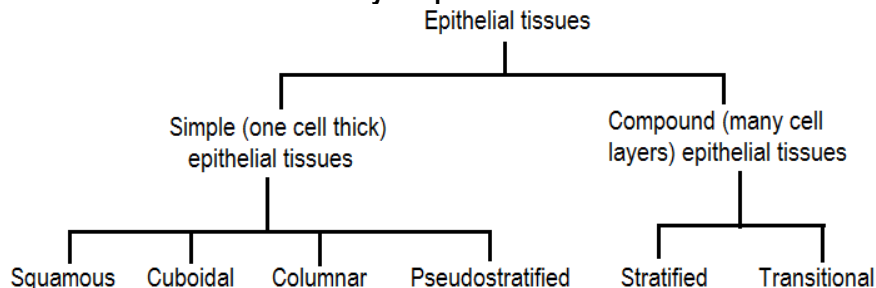 Epithelial tissues
Simple (one cell thick)
epithelial tissues
Compound (many cell
layers) epithelial tissues
Squamous Cuboidal Columnar Pseudostratified Stratified Transitional